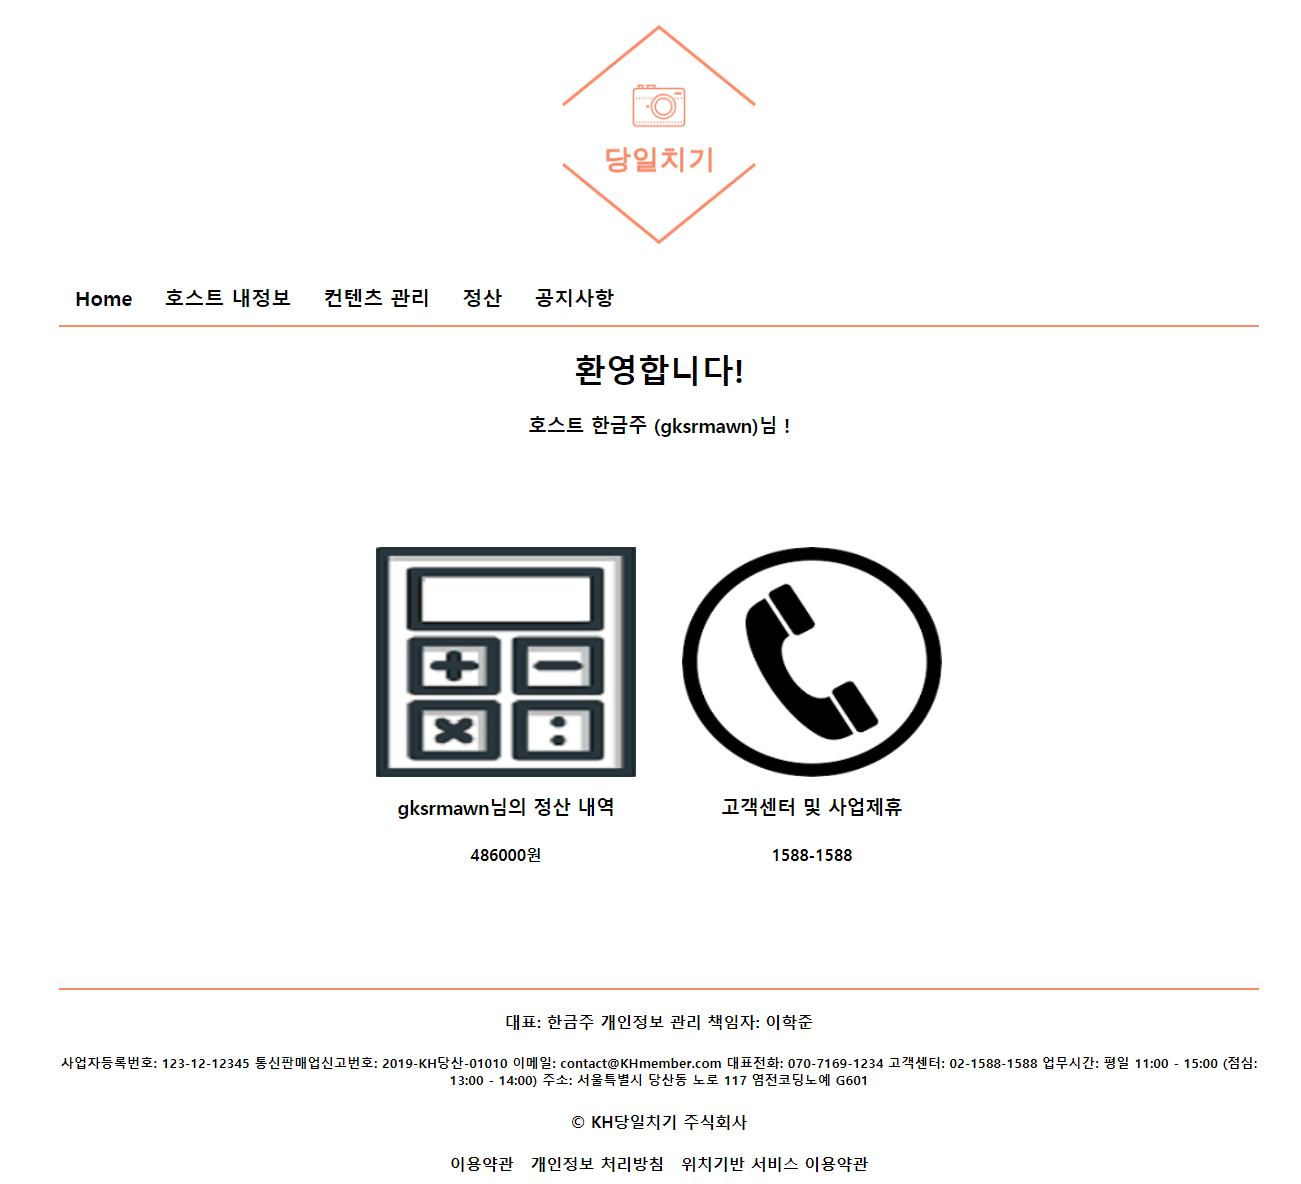 당일치기
Home 호스트 내정보 컨텐츠 관리 정산 공지사항
환영합니다!
호스트 한금주 (gksrmawn)님 !
gksrmawn님의 정산 내역
486000원
고객센터 및 사업제휴
1588-1588
대표: 한금주 개인정보 관리 책임자: 이학준
사업자등록번호: 123-12-12345 통신판매업신고번호: 2019-KH당산-01010 이메일: contact@KHmember.com 대표전화: 070-7169-1234 고객센터: 02-1588-1588 업무시간: 평일 11:00 - 15:00 (점심:
13:00 - 14:00) 주소: 서울특별시 당산동 노로 117 염전코딩노예 G601
© KH당일치기 주식회사
이용약관 개인정보 처리방침 위치기반 서비스 이용약관